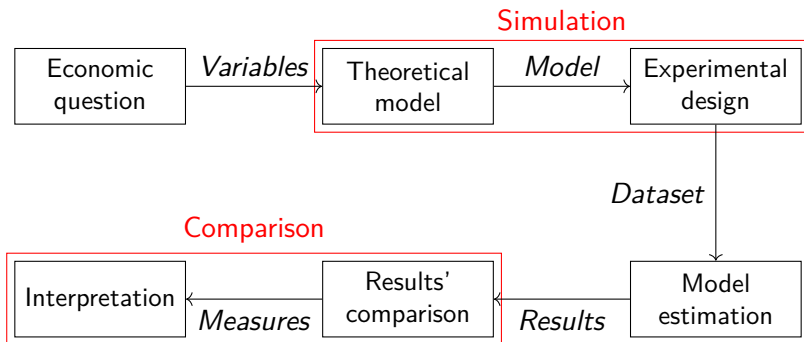 Simulation
Economic
question
Variables
Theoretical
model
Model
Experimental
design
Dataset
Comparison
Interpretation
Measures
Results'
comparison
Results
Model
estimation